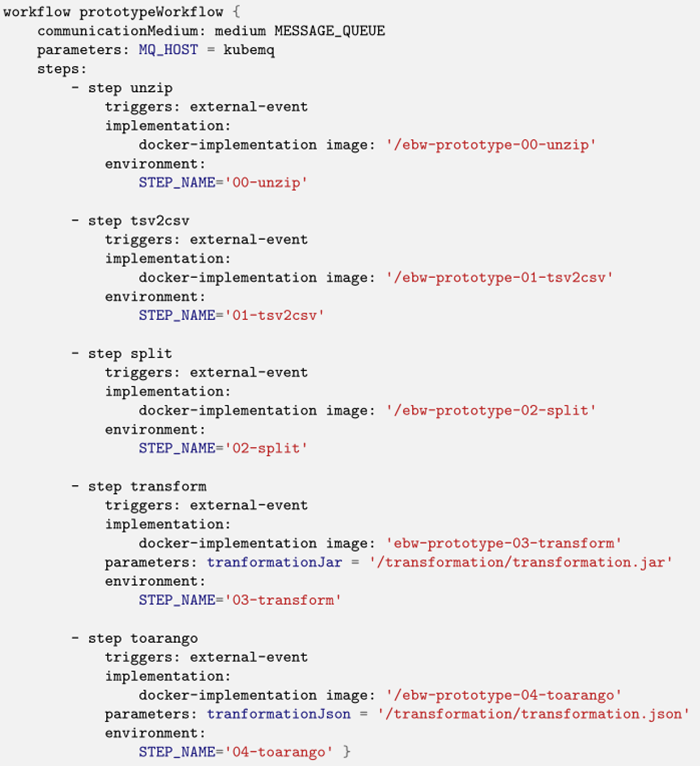 workflow prototypeWorkflow {
communicationMedium: medium MESSAGE_QUEUE
parameters: MQ_HOST = kubemq
steps:
- step unzip
triggers: external-event
implementation:
docker-implementation image: '/ebw-prototype-00-unzip'
environment:
STEP_NAME='00-unzip'
- step tsv2csv
triggers: external-event
implementation:
docker-implementation image: '/ebw-prototype-01-tsv2csv'
environment:
STEP_NAME='01-tsv2csv'
- step split
triggers: external-event
implementation:
docker-implementation image: '/ebw-prototype-02-split'
environment:
STEP_NAME='02-split'
- step transform
triggers: external-event
implementation:
docker-implementation image: 'ebw-prototype-03-transform'
parameters: tranformationJar = '/transformation/transformation.jar'
environment:
STEP_NAME='03-transform'
- step toarango
triggers: external-event
implementation:
docker-implementation image: '/ebw-prototype-04-toarango'
parameters: tranformationJson = '/transformation/transformation.json'
environment:
STEP_NAME='04-toarango' }